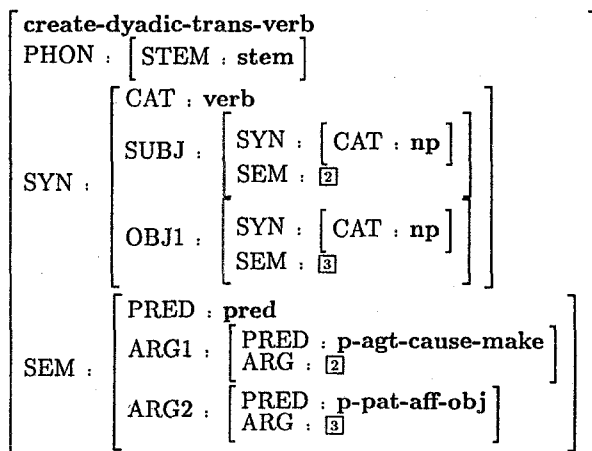 create-dyadic-trans-verb
PHON : [ STEM : stem ]
CAT : verb
SUBJ : [ SYN : [ CAT : np ]
SEM : 2 ]
SYN :
OBJ1 : [ SYN : [ CAT : np ]
SEM : 3 ]
PRED : pred
ARG1 : [ PRED : p-agt-cause-make
ARG : 2 ]
SEM :
ARG2 : [ PRED : p-pat-aff-obj
ARG : 3 ]